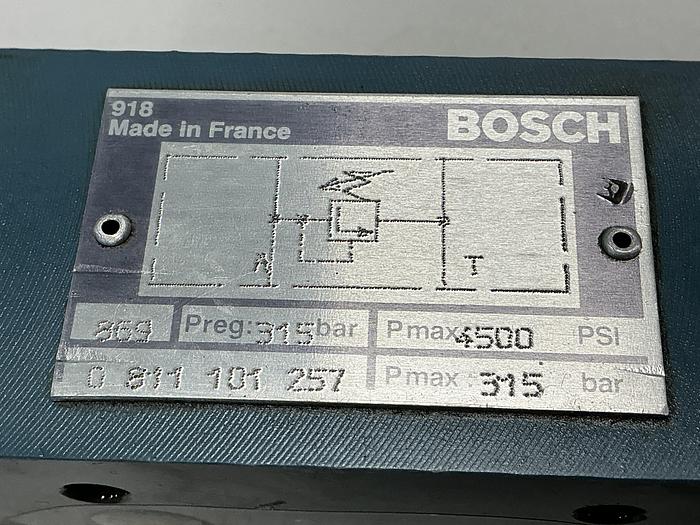 918
Made in France
BOSCH
A
T
869
Preg: 315 bar
Pmax 4500 PSI
0 811 101 257
Pmax 315 bar